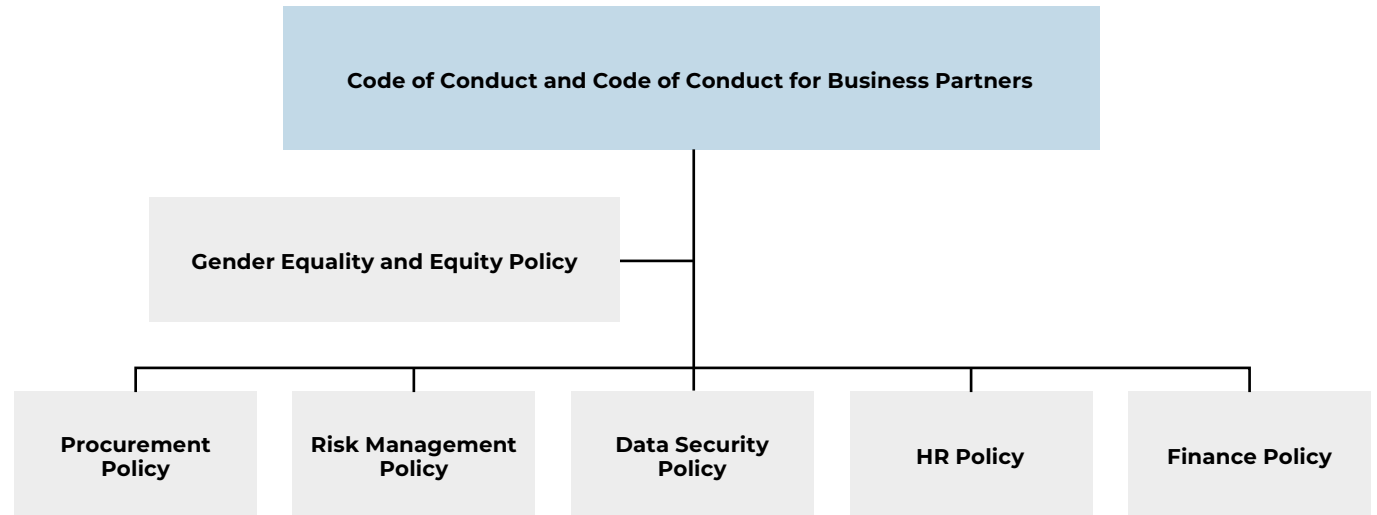 Code of Conduct and Code of Conduct for Business Partners
Gender Equality and Equity Policy
Procurement
Policy
Risk Management
Policy
Data Security
Policy
HR Policy
Finance Policy